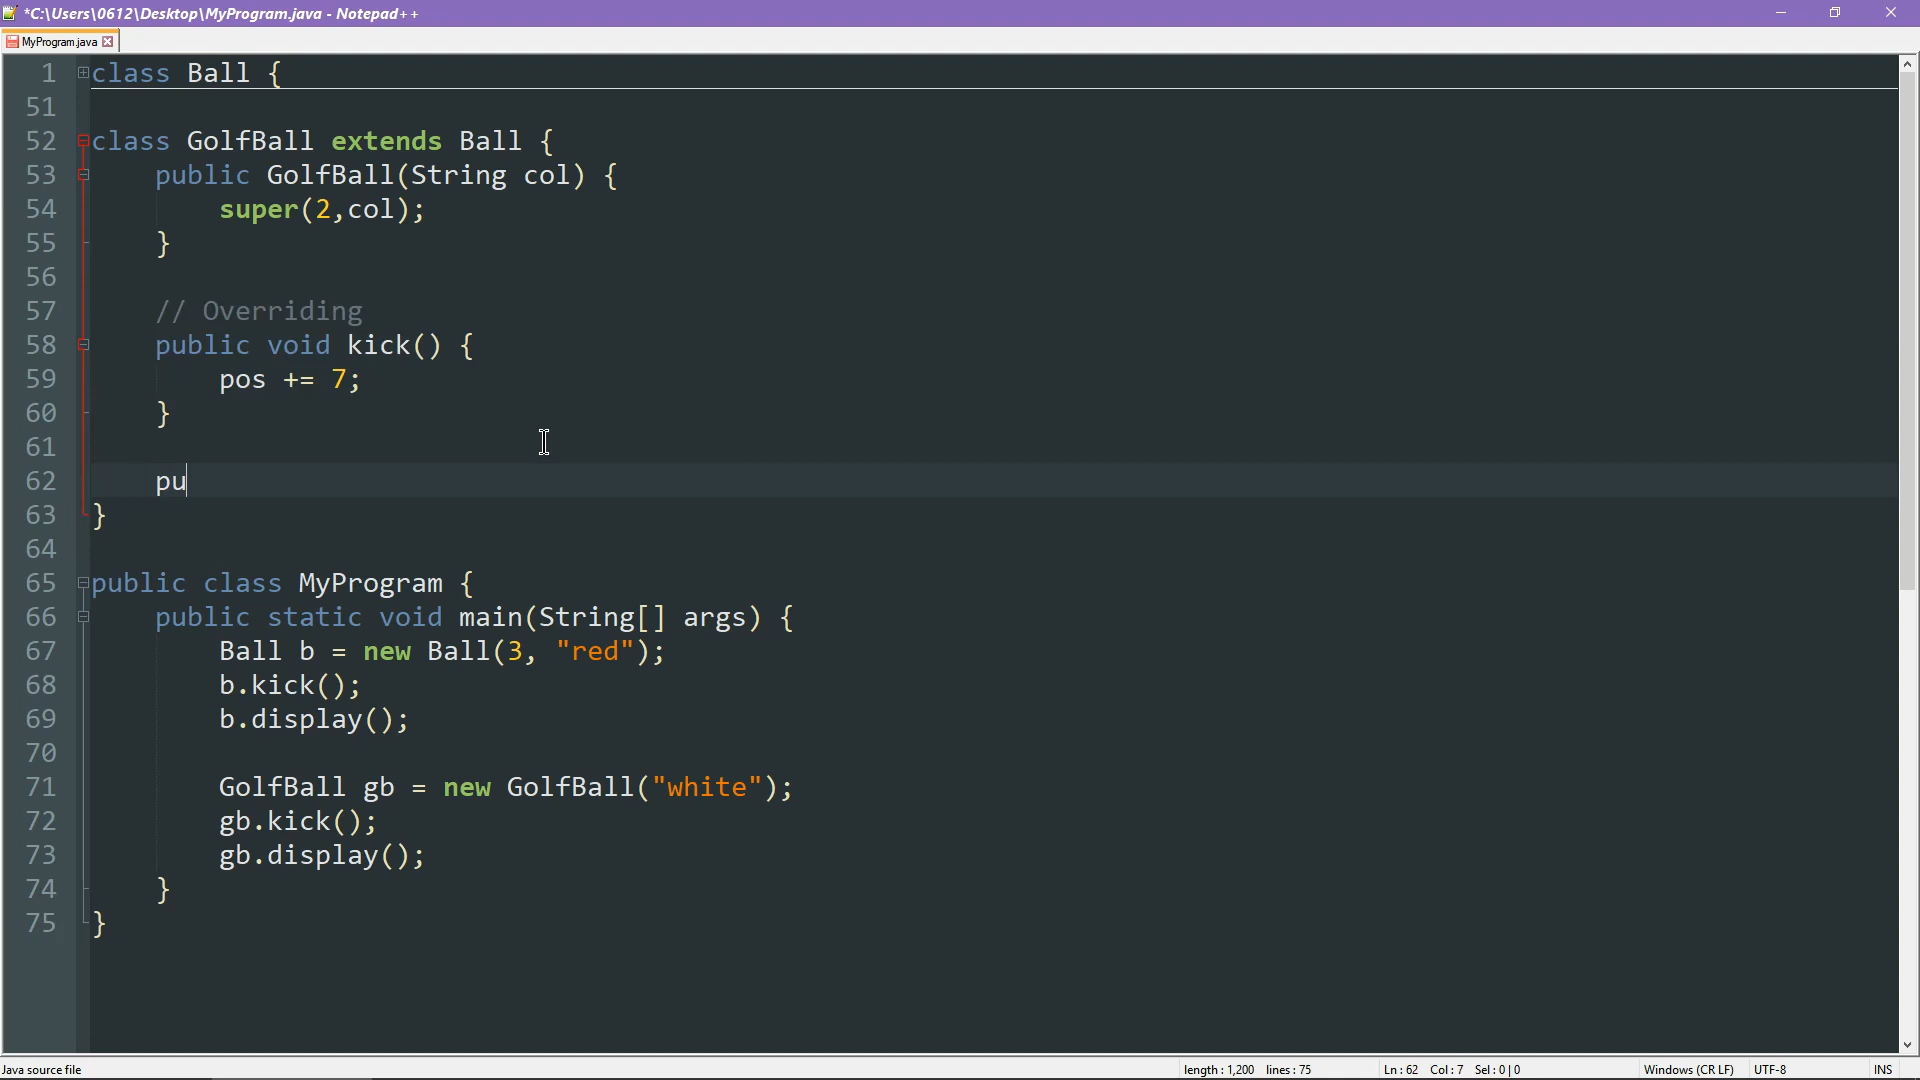 *C:\Users\0612\Desktop\MyProgram.java - Notepad++
MyProgram.java
1 class Ball {
51
52 class GolfBall extends Ball {
53     public GolfBall(String col) {
54         super(2,col);
55     }
56
57     // Overriding
58     public void kick() {
59         pos += 7;
60     }
61
62     pu
63 }
64
65 public class MyProgram {
66     public static void main(String[] args) {
67         Ball b = new Ball(3, "red");
68         b.kick();
69         b.display();
70
71         GolfBall gb = new GolfBall("white");
72         gb.kick();
73         gb.display();
74     }
75 }
Java source file length : 1,200 lines : 75 Ln : 62 Col : 7 Sel : 0 | 0 Windows (CR LF) UTF-8 INS